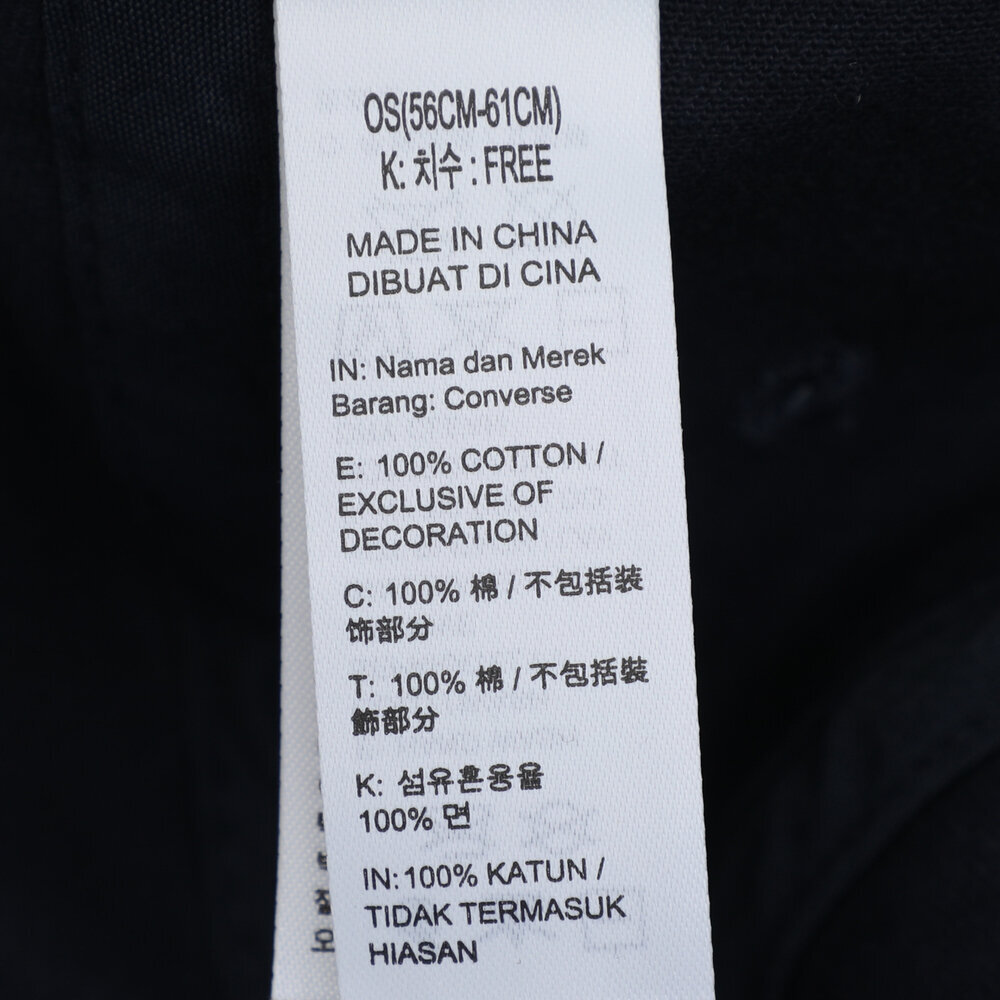 OS(56CM-61CM)
K: 치수 : FREE
MADE IN CHINA
DIBUAT DI CINA
IN: Nama dan Merek
Barang: Converse
E: 100% COTTON /
EXCLUSIVE OF
DECORATION
C: 100% 棉 / 不包括装
饰部分
T: 100% 棉 / 不包括裝
飾部分
K: 섬유혼용율
100% 면
IN: 100% KATUN /
TIDAK TERMASUK
HIASAN